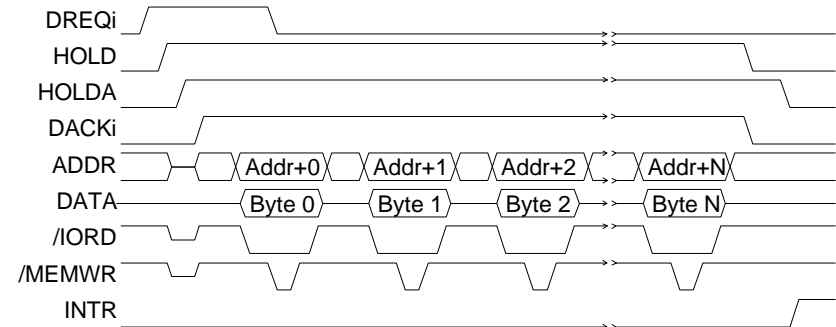 DREQi
HOLD
HOLDA
DACKi
ADDR Addr+0 Addr+1 Addr+2 Addr+N
DATA Byte 0 Byte 1 Byte 2 Byte N
/IORD
/MEMWR
INTR